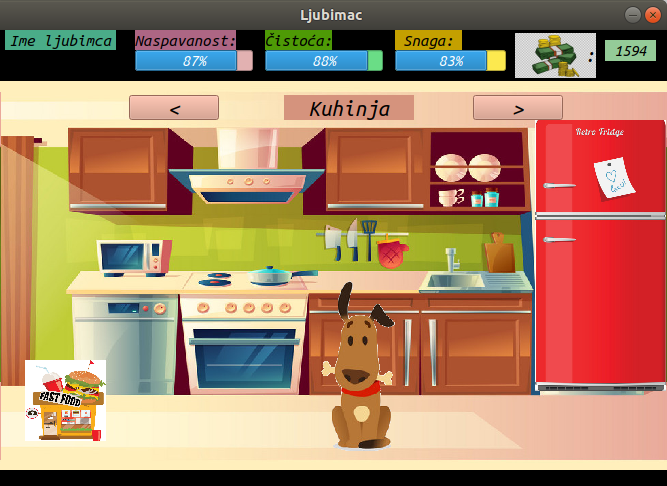 Ljubimac
Ime ljubimca
Naspavanost:
Čistoća:
Snaga:
87%
88%
83%
:
1594
<
Kuhinja
>
Retro Fridge
FAST FOOD